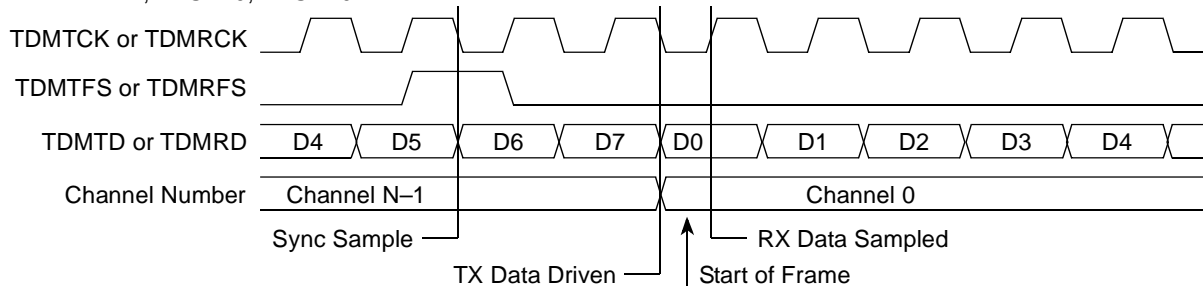 TDMTCK or TDMRCK
TDMTFS or TDMRFS
TDMTD or TDMRD D4 D5 D6 D7 D0 D1 D2 D3 D4
Channel Number Channel N–1 Channel 0
Sync Sample RX Data Sampled
TX Data Driven Start of Frame